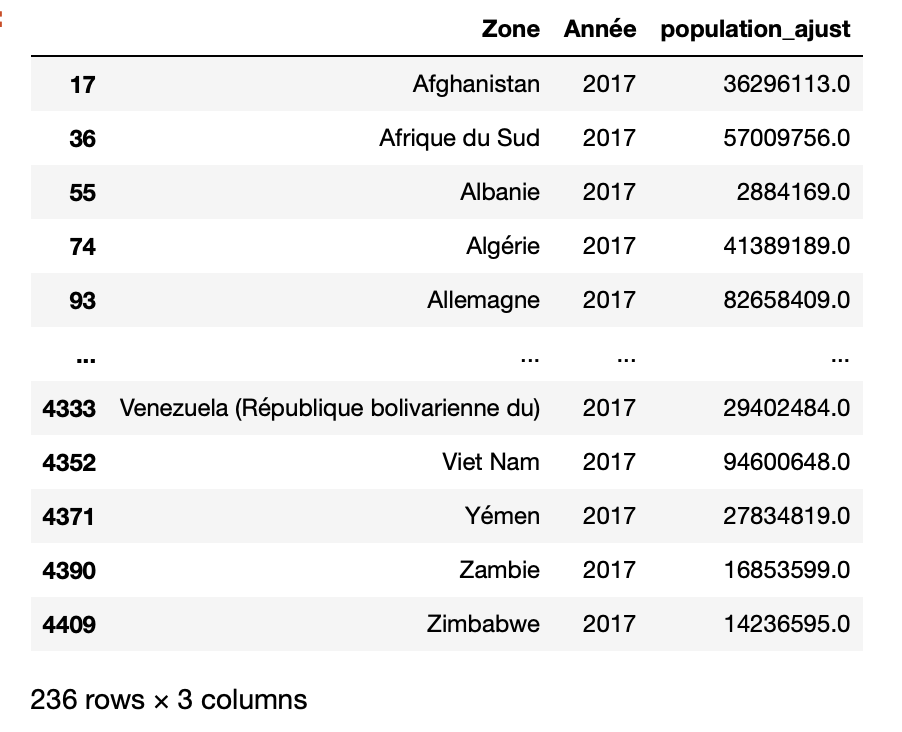 Zone Année population_ajust
17 Afghanistan 2017 36296113.0
36 Afrique du Sud 2017 57009756.0
55 Albanie 2017 2884169.0
74 Algérie 2017 41389189.0
93 Allemagne 2017 82658409.0
... ... ... ...
4333 Venezuela (République bolivarienne du) 2017 29402484.0
4352 Viet Nam 2017 94600648.0
4371 Yémen 2017 27834819.0
4390 Zambie 2017 16853599.0
4409 Zimbabwe 2017 14236595.0
236 rows × 3 columns